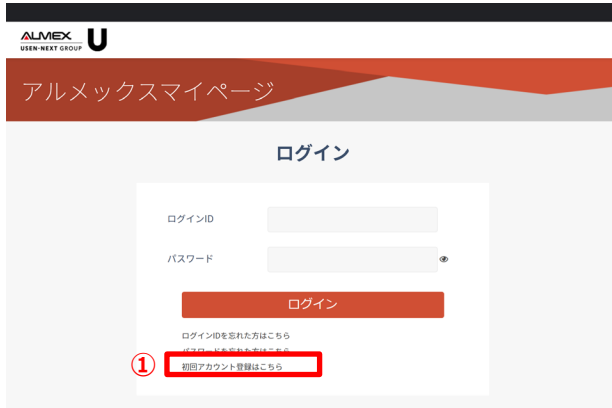 ALMEX
USEN-NEXT GROUP
U
アルメックスマイページ
ログイン
ログインID
パスワード
ログイン
ログインIDを忘れた方はこちら
パスワードを忘れた方はこちら
① 初回アカウント登録はこちら